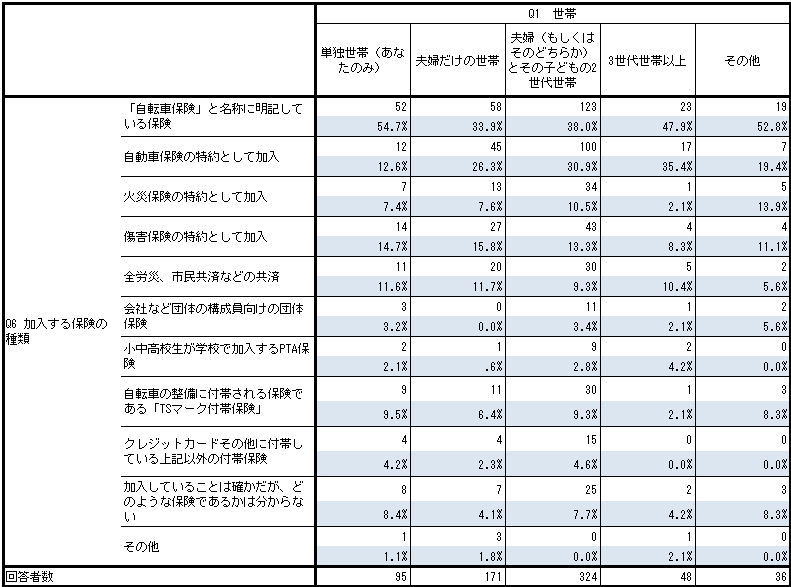 Q1 世帯
単独世帯（あなたのみ） 夫婦だけの世帯 夫婦（もしくはそのどちらか）とその子どもの2世代世帯 3世代世帯以上 その他
Q6 加入する保険の種類
「自転車保険」と名称に明記している保険 52 58 123 23 19
54.7% 33.9% 38.0% 47.9% 52.8%
自動車保険の特約として加入 12 45 100 17 7
12.6% 26.3% 30.9% 35.4% 19.4%
火災保険の特約として加入 7 13 34 1 5
7.4% 7.6% 10.5% 2.1% 13.9%
傷害保険の特約として加入 14 27 43 4 4
14.7% 15.8% 13.3% 8.3% 11.1%
全労災、市民共済などの共済 11 20 30 5 2
11.6% 11.7% 9.3% 10.4% 5.6%
会社など団体の構成員向けの団体保険 3 0 11 1 2
3.2% 0.0% 3.4% 2.1% 5.6%
小中高校生が学校で加入するPTA保険 2 1 9 2 0
2.1% .6% 2.8% 4.2% 0.0%
自転車の整備に付帯される保険である「TSマーク付帯保険」 9 11 30 1 3
9.5% 6.4% 9.3% 2.1% 8.3%
クレジットカードその他に付帯している上記以外の付帯保険 4 4 15 0 0
4.2% 2.3% 4.6% 0.0% 0.0%
加入していることは確かだが、どのような保険であるかは分からない 8 7 25 2 3
8.4% 4.1% 7.7% 4.2% 8.3%
その他 1 3 0 1 0
1.1% 1.8% 0.0% 2.1% 0.0%
回答者数 95 171 324 48 36